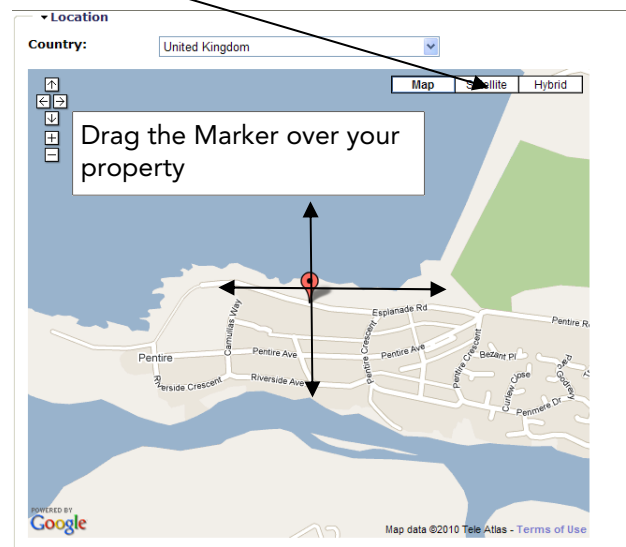 Location
Country:
United Kingdom
Map Satellite Hybrid
Drag the Marker over your
property
Esplanade Rd
Pentire
Camullas Way
Pentire Ave
Pentire Crescent
Pentire Ave
Pentire Crescent
Bezant Pl
Pentire
Riverside Crescent
Riverside Ave
Curlew Close
Godrevy
Penmere Dr
POWERED BY
Google
Map data ©2010 Tele Atlas - Terms of Use